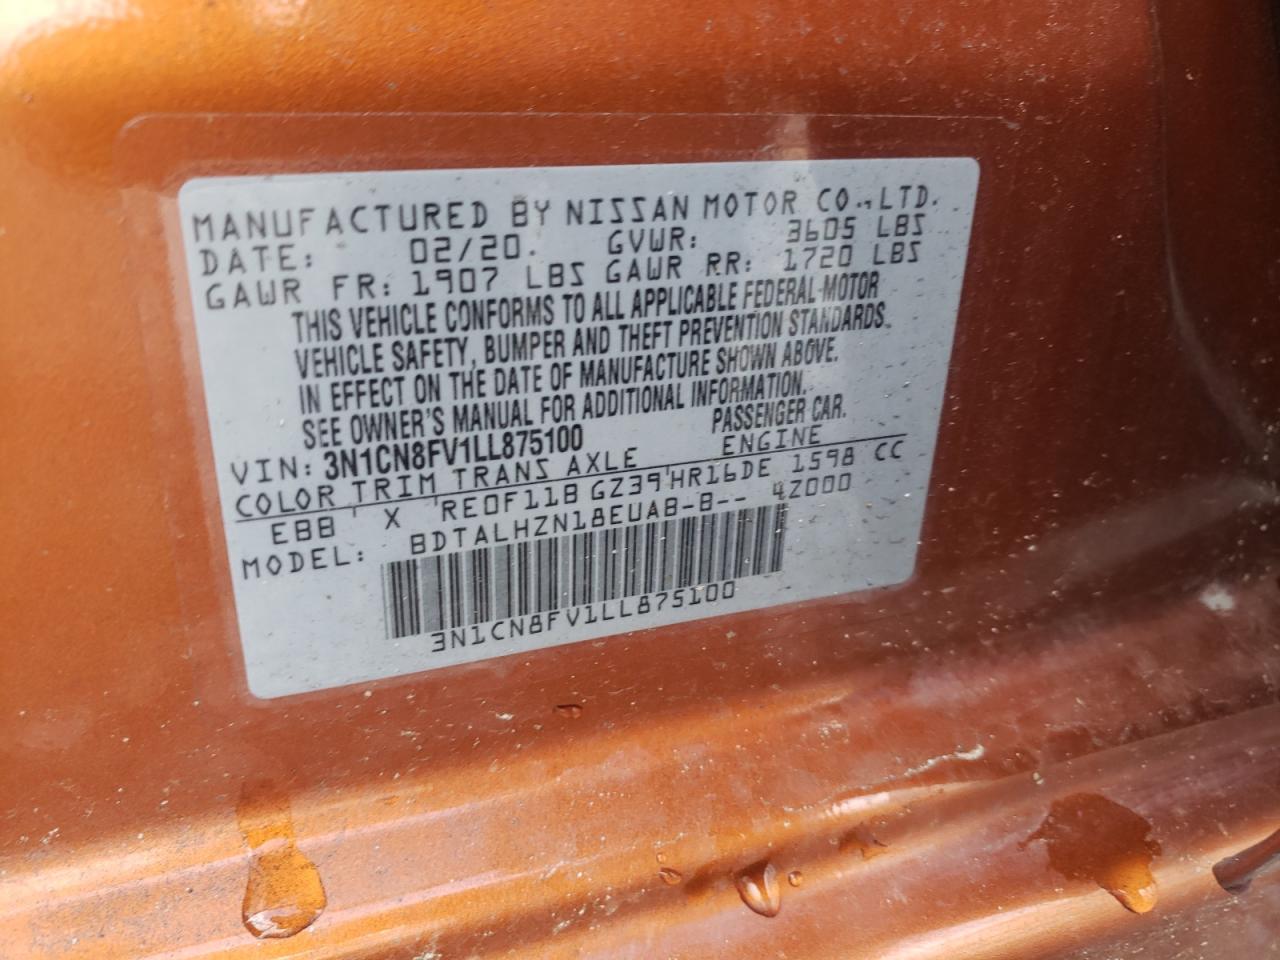 MANUFACTURED BY NISSAN MOTOR CO.,LTD.
DATE: 02/20. GVWR: 3605 LBS
GAWR FR: 1907 LBS GAWR RR: 1720 LBS
THIS VEHICLE CONFORMS TO ALL APPLICABLE FEDERAL MOTOR
VEHICLE SAFETY, BUMPER AND THEFT PREVENTION STANDARDS
IN EFFECT ON THE DATE OF MANUFACTURE SHOWN ABOVE.
SEE OWNER'S MANUAL FOR ADDITIONAL INFORMATION.
VIN: 3N1CN8FV1LL875100 PASSENGER CAR.
COLOR TRIM TRANS AXLE ENGINE
EBB X RE0F11B GZ39 HR16DE 1598 CC
MODEL: BDTALHZN18EUAB-B-- 4Z000
3N1CN8FV1LL875100